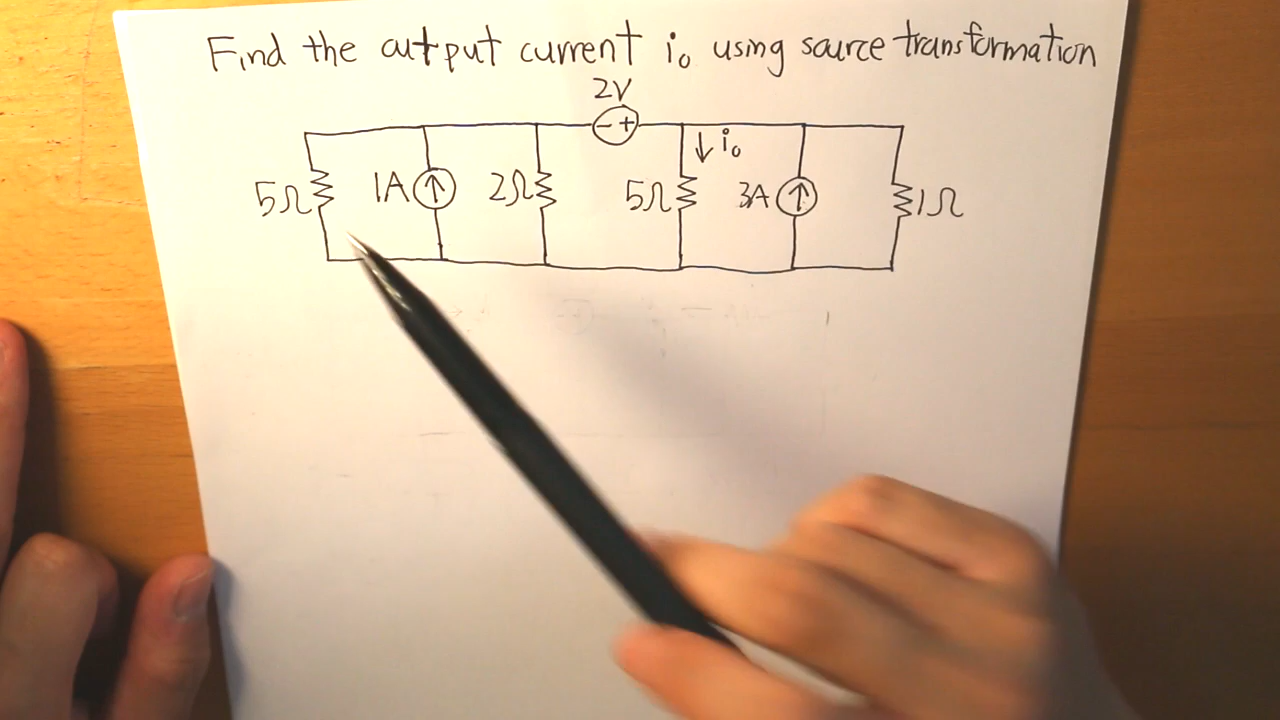 Find the output current i₀ using source transformation
2V
- +
i₀
5Ω 1A 2Ω 5Ω 3A 1Ω